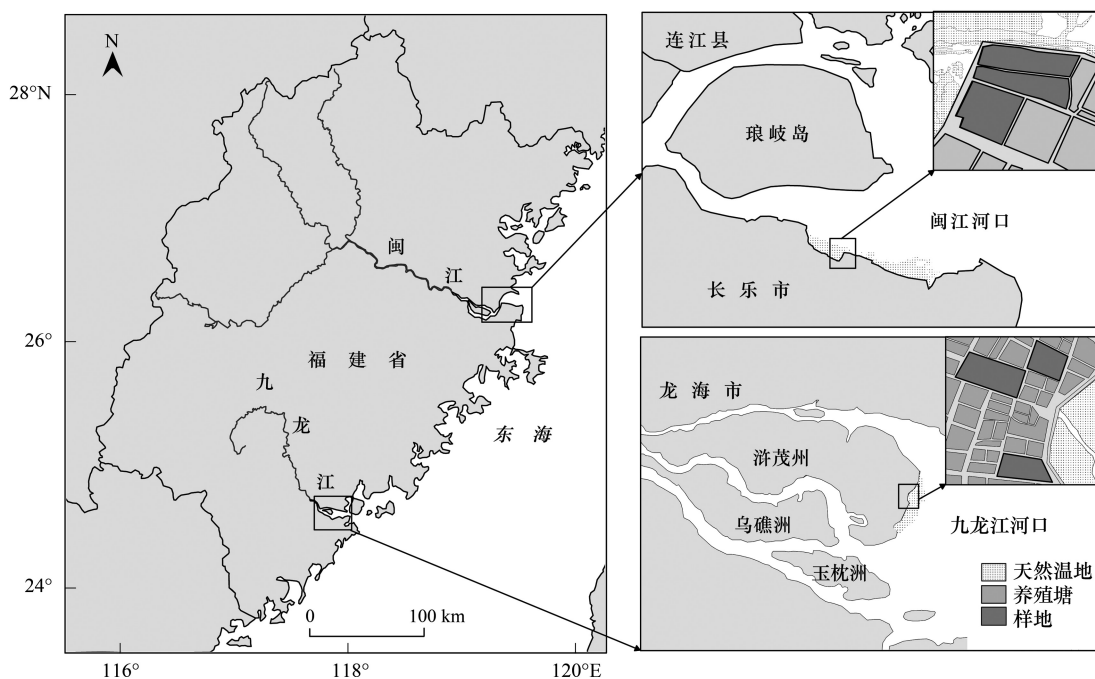 N
28°N
26°
24°
116°
118°
120°E
闽
江
福建省
九
龙
江
东海
0
100 km
连江县
琅岐岛
闽江河口
长乐市
龙海市
浒茂州
乌礁洲
玉枕洲
九龙江河口
天然温地
养殖塘
样地